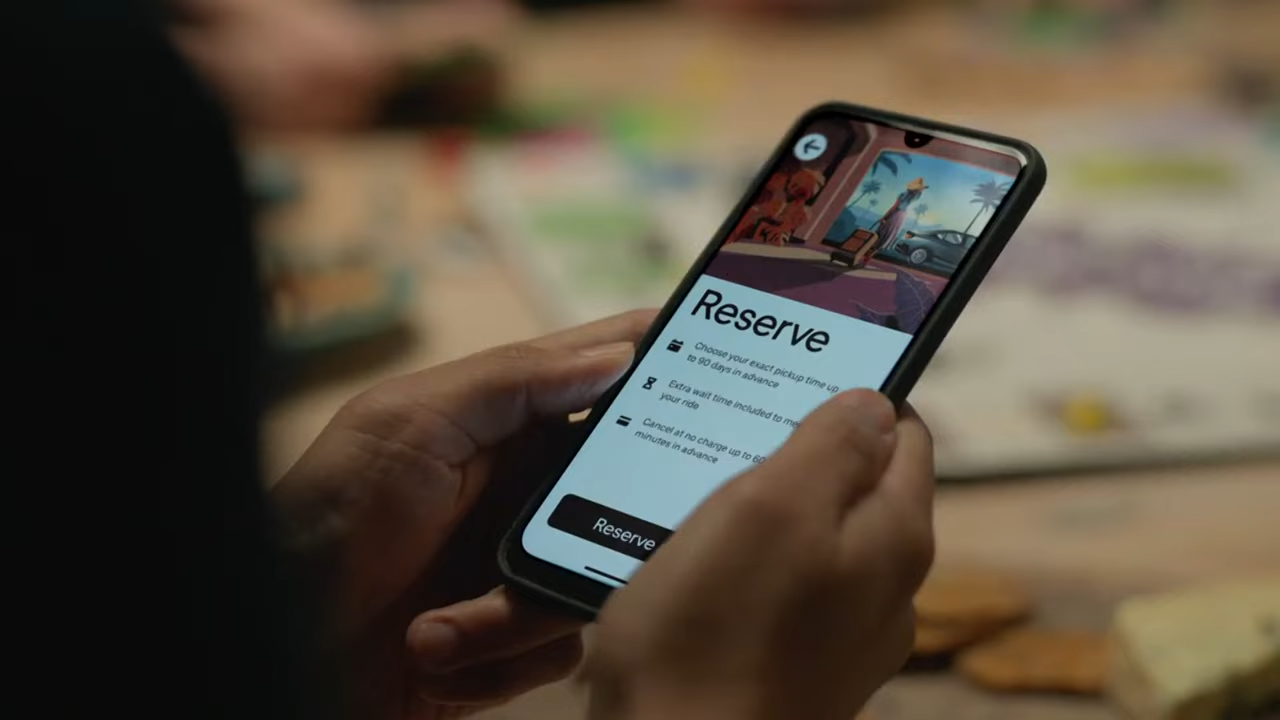 Reserve
Choose your exact pickup time up
to 90 days in advance
Extra wait time included to
your ride
Cancel at no charge up to 60
minutes in advance
Reserve